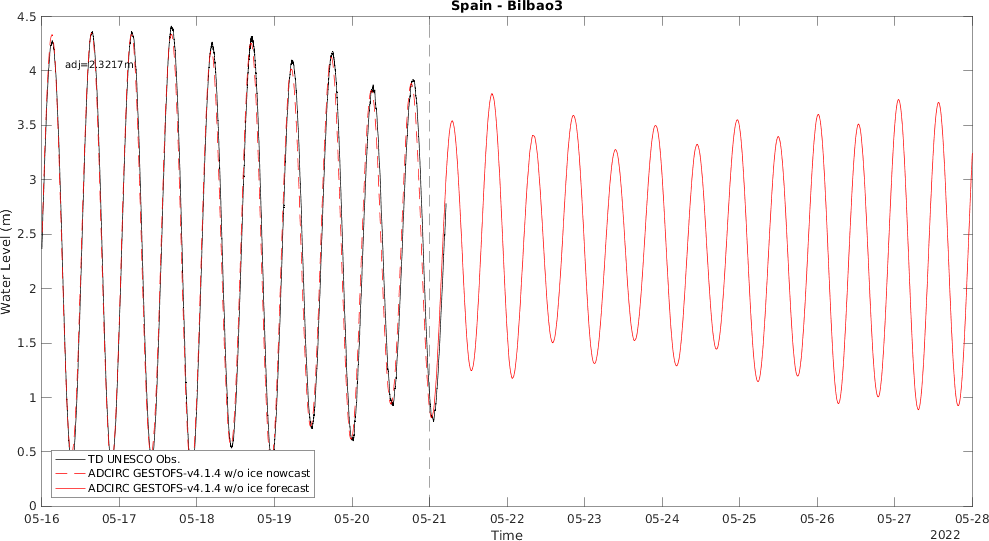 Spain - Bilbao3
4.5
4
3.5
3
2.5
2
1.5
1
0.5
0
Water Level (m)
adj=2.3217m
TD UNESCO Obs.
ADCIRC GESTOFS-v4.1.4 w/o ice nowcast
ADCIRC GESTOFS-v4.1.4 w/o ice forecast
05-16 05-17 05-18 05-19 05-20 05-21 05-22 05-23 05-24 05-25 05-26 05-27 05-28
Time
2022